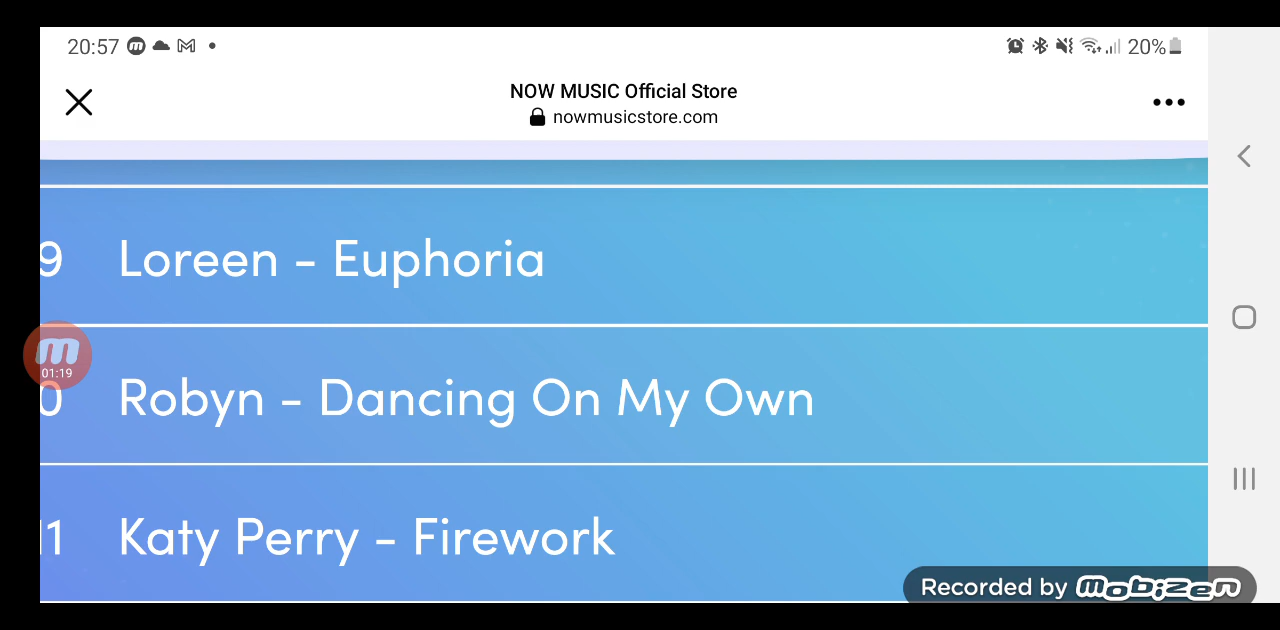 20:57
20%
NOW MUSIC Official Store
nowmusicstore.com
9 Loreen - Euphoria
m
01:19
0 Robyn - Dancing On My Own
11 Katy Perry - Firework
Recorded by mobizen